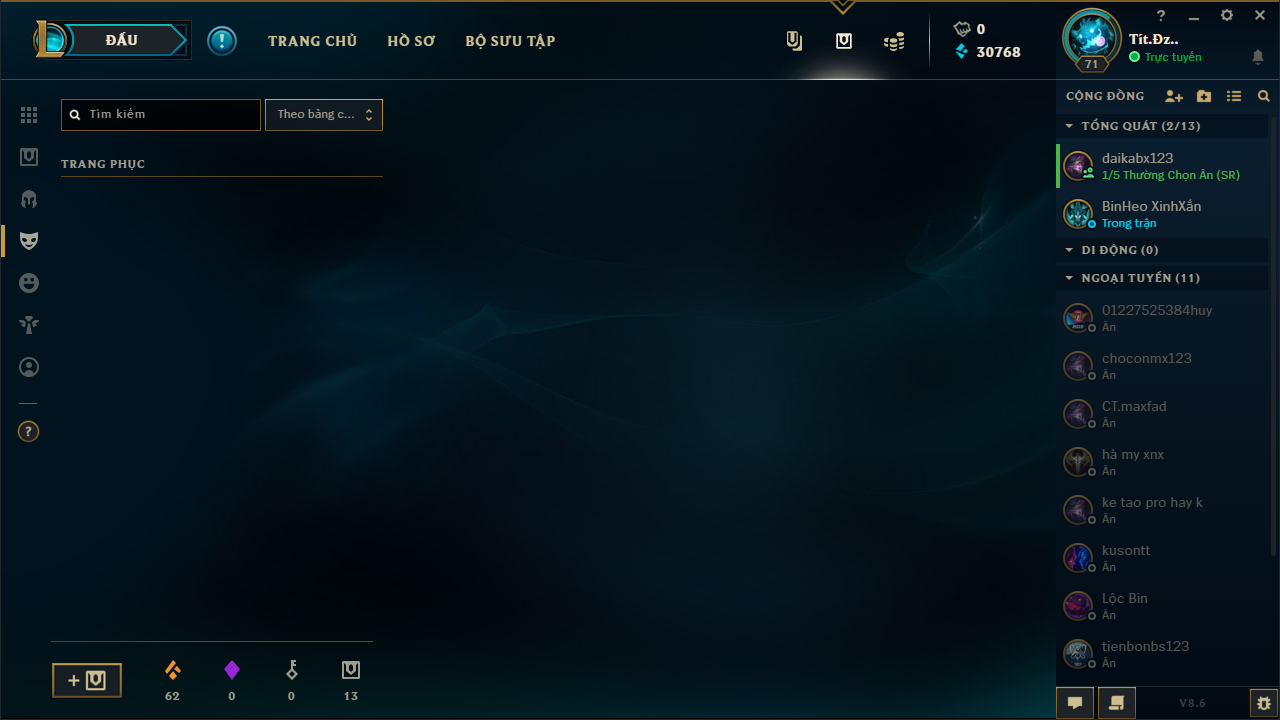 ĐẤU
TRANG CHỦ
HỒ SƠ
BỘ SƯU TẬP
0
30768
71
Tít.Đz..
Trực tuyến
Tìm kiếm
Theo bảng c...
TRANG PHỤC
CỘNG ĐỒNG
TỔNG QUÁT (2/13)
daikabx123
1/5 Thường Chọn Ẩn (SR)
BinHeo XinhXắn
Trong trận
DI ĐỘNG (0)
NGOẠI TUYẾN (11)
01227525384huy
Ẩn
choconmx123
Ẩn
CT.maxfad
Ẩn
hà my xnx
Ẩn
ke tao pro hay k
Ẩn
kusontt
Ẩn
Lộc Bin
Ẩn
tienbonbs123
Ẩn
62
0
0
13
V8.6